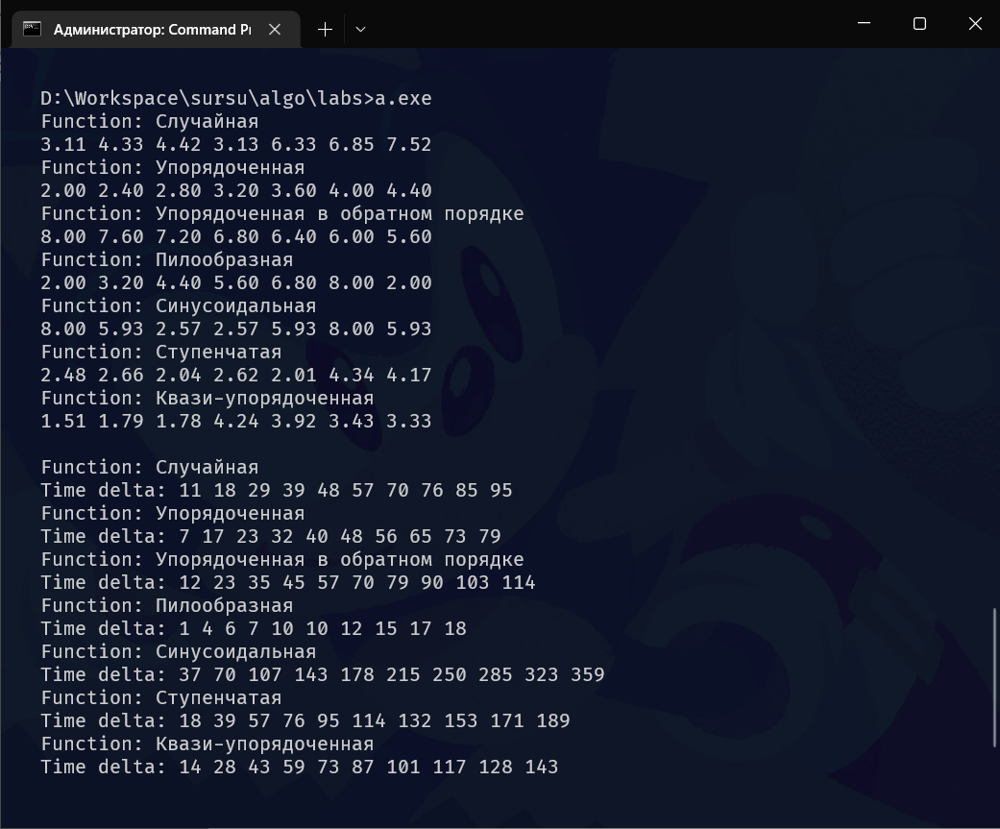 Администратор: Command Pr
D:\Workspace\sursu\algo\labs>a.exe
Function: Случайная
3.11 4.33 4.42 3.13 6.33 6.85 7.52
Function: Упорядоченная
2.00 2.40 2.80 3.20 3.60 4.00 4.40
Function: Упорядоченная в обратном порядке
8.00 7.60 7.20 6.80 6.40 6.00 5.60
Function: Пилообразная
2.00 3.20 4.40 5.60 6.80 8.00 2.00
Function: Синусоидальная
8.00 5.93 2.57 2.57 5.93 8.00 5.93
Function: Ступенчатая
2.48 2.66 2.04 2.62 2.01 4.34 4.17
Function: Квази-упорядоченная
1.51 1.79 1.78 4.24 3.92 3.43 3.33
Function: Случайная
Time delta: 11 18 29 39 48 57 70 76 85 95
Function: Упорядоченная
Time delta: 7 17 23 32 40 48 56 65 73 79
Function: Упорядоченная в обратном порядке
Time delta: 12 23 35 45 57 70 79 90 103 114
Function: Пилообразная
Time delta: 1 4 6 7 10 10 12 15 17 18
Function: Синусоидальная
Time delta: 37 70 107 143 178 215 250 285 323 359
Function: Ступенчатая
Time delta: 18 39 57 76 95 114 132 153 171 189
Function: Квази-упорядоченная
Time delta: 14 28 43 59 73 87 101 117 128 143